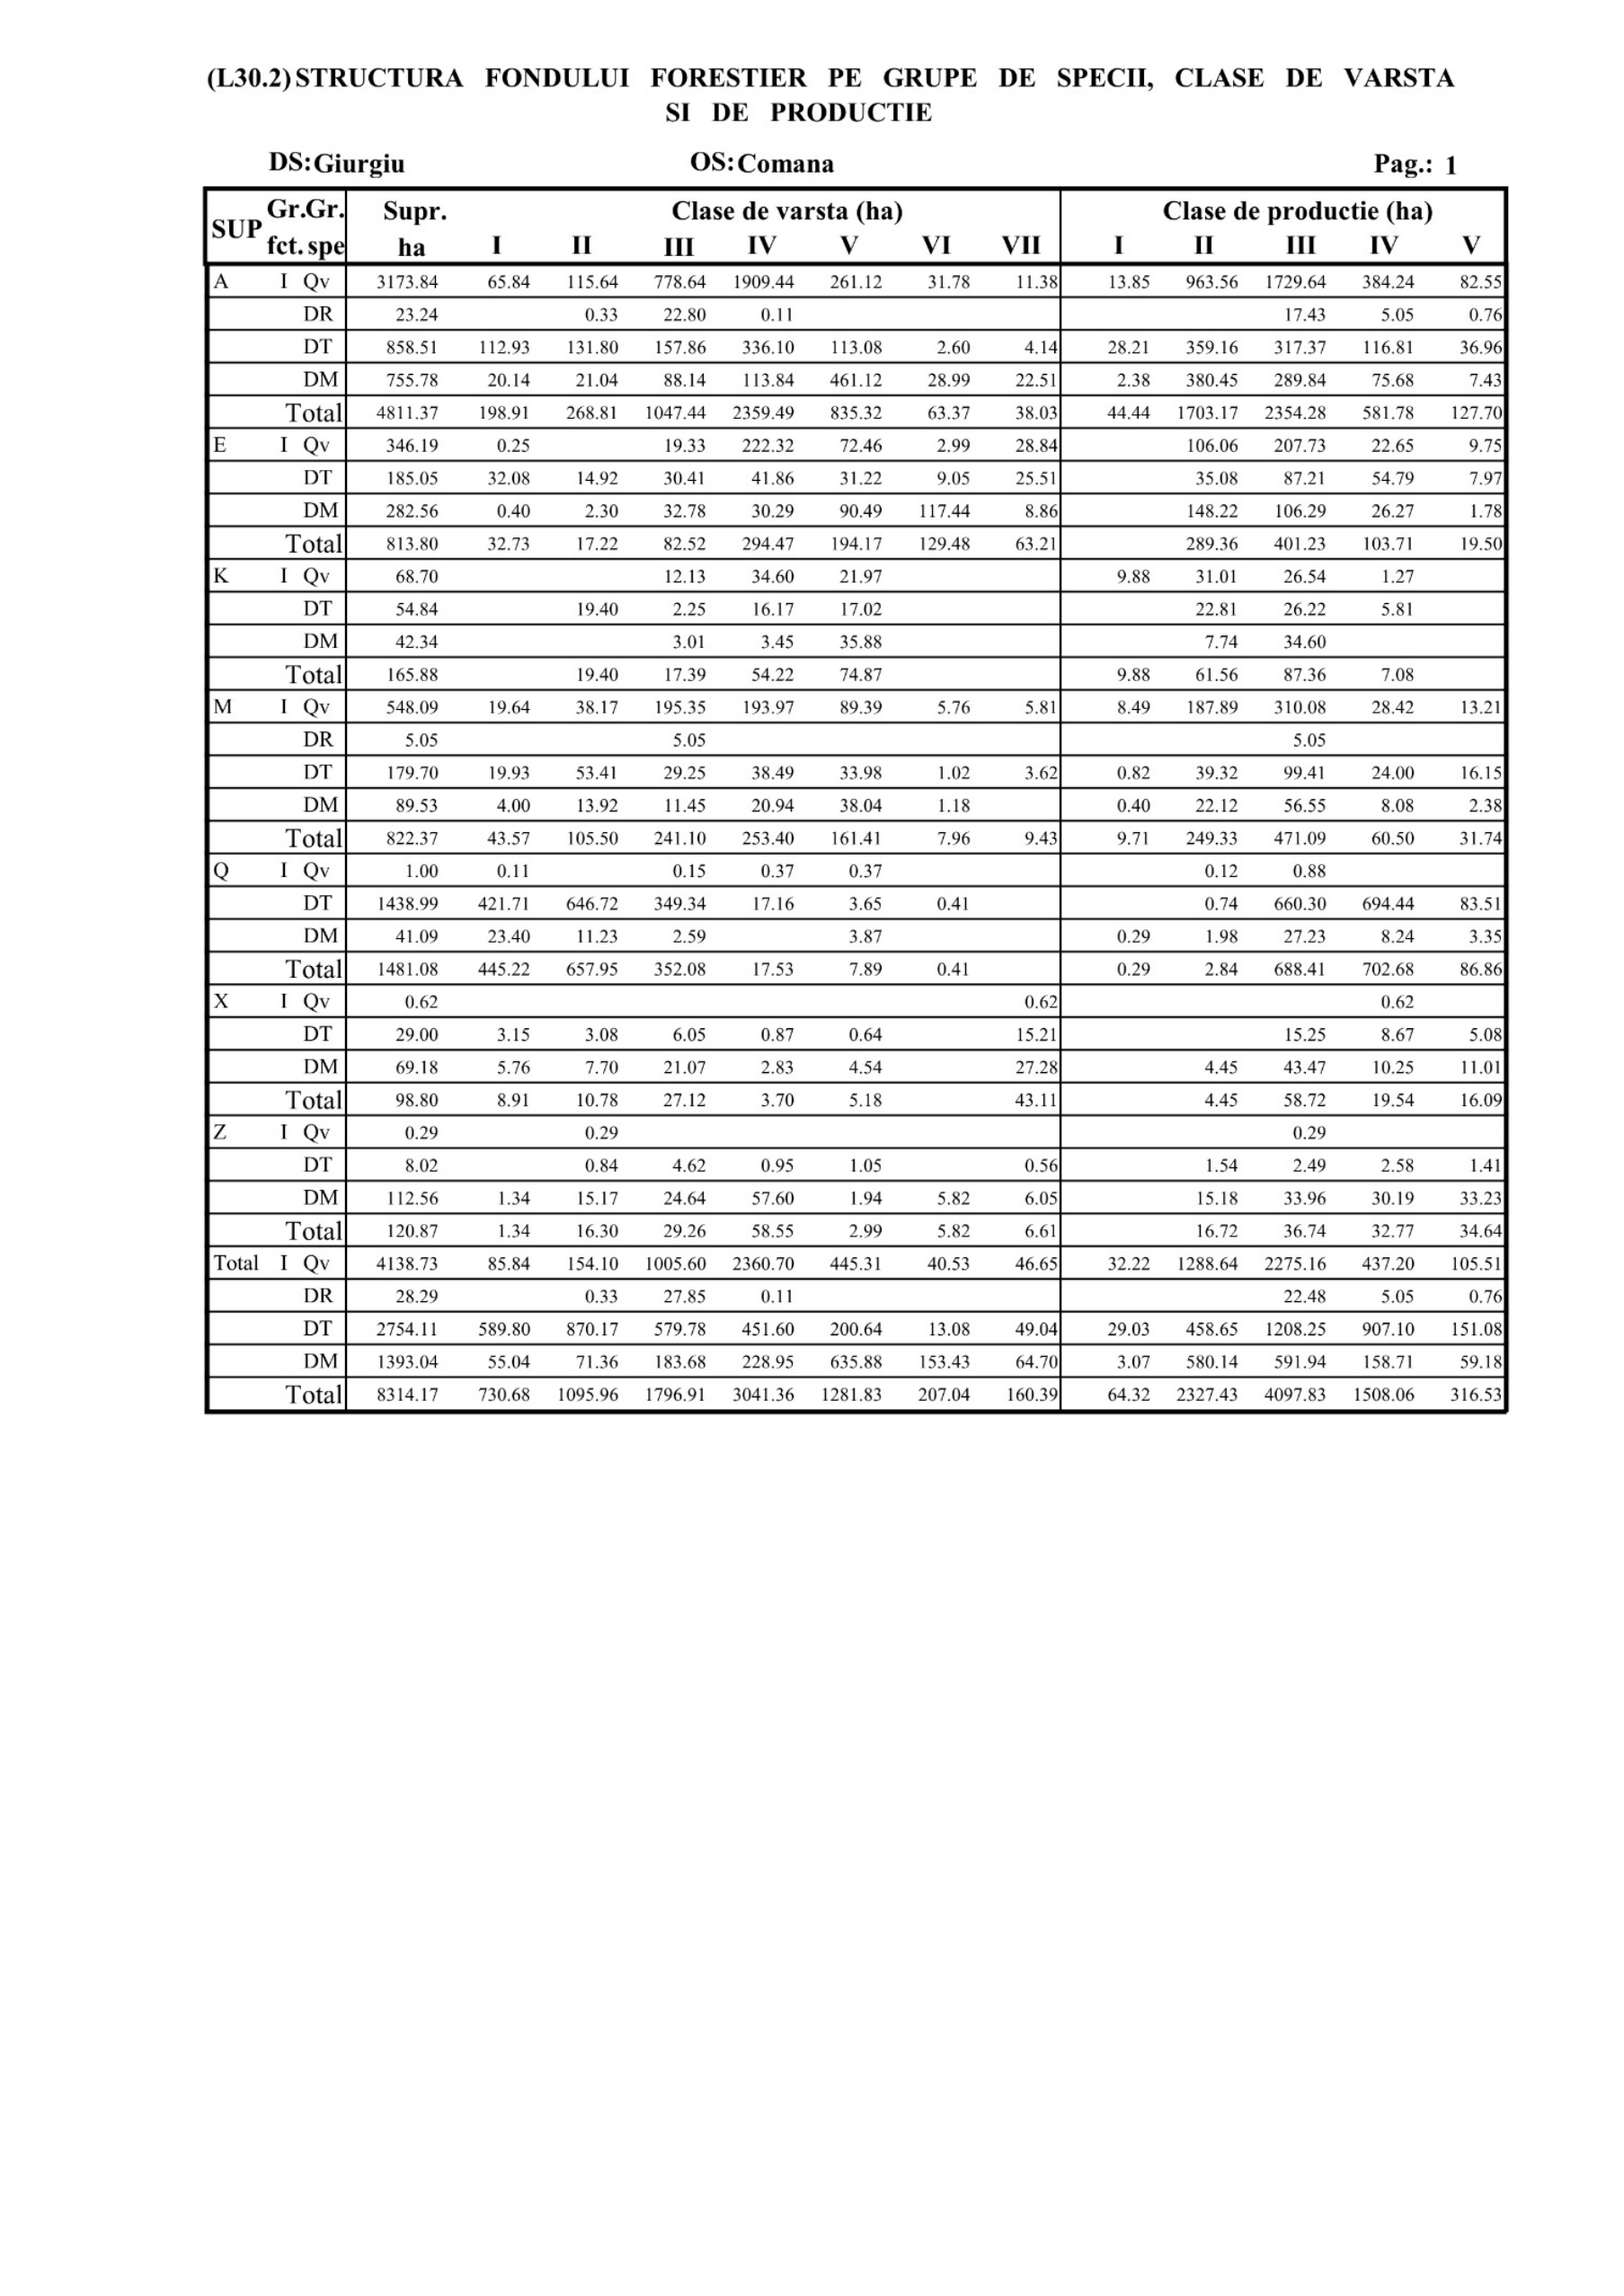 (L30.2) STRUCTURA FONDULUI FORESTIER PE GRUPE DE SPECII, CLASE DE VARSTA
SI DE PRODUCTIE
DS: Giurgiu OS: Comana Pag.: 1
SUP Gr. Gr. Supr. Clase de varsta (ha) Clase de productie (ha)
fct. spe ha I II III IV V VI VII I II III IV V
A I Qv 3173.84 65.84 115.64 778.64 1909.44 261.12 31.78 11.38 13.85 963.56 1729.64 384.24 82.55
DR 23.24 0.33 22.80 0.11 17.43 5.05 0.76
DT 858.51 112.93 131.80 157.86 336.10 113.08 2.60 4.14 28.21 359.16 317.37 116.81 36.96
DM 755.78 20.14 21.04 88.14 113.84 461.12 28.99 22.51 2.38 380.45 289.84 75.68 7.43
Total 4811.37 198.91 268.81 1047.44 2359.49 835.32 63.37 38.03 44.44 1703.17 2354.28 581.78 127.70
E I Qv 346.19 0.25 19.33 222.32 72.46 2.99 28.84 106.06 207.73 22.65 9.75
DT 185.05 32.08 14.92 30.41 41.86 31.22 9.05 25.51 35.08 87.21 54.79 7.97
DM 282.56 0.40 2.30 32.78 30.29 90.49 117.44 8.86 148.22 106.29 26.27 1.78
Total 813.80 32.73 17.22 82.52 294.47 194.17 129.48 63.21 289.36 401.23 103.71 19.50
K I Qv 68.70 12.13 34.60 21.97 9.88 31.01 26.54 1.27
DT 54.84 19.40 2.25 16.17 17.02 22.81 26.22 5.81
DM 42.34 3.01 3.45 35.88 7.74 34.60
Total 165.88 19.40 17.39 54.22 74.87 9.88 61.56 87.36 7.08
M I Qv 548.09 19.64 38.17 195.35 193.97 89.39 5.76 5.81 8.49 187.89 310.08 28.42 13.21
DR 5.05 5.05 5.05
DT 179.70 19.93 53.41 29.25 38.49 33.98 1.02 3.62 0.82 39.32 99.41 24.00 16.15
DM 89.53 4.00 13.92 11.45 20.94 38.04 1.18 0.40 22.12 56.55 8.08 2.38
Total 822.37 43.57 105.50 241.10 253.40 161.41 7.96 9.43 9.71 249.33 471.09 60.50 31.74
Q I Qv 1.00 0.11 0.15 0.37 0.37 0.12 0.88
DT 1438.99 421.71 646.72 349.34 17.16 3.65 0.41 0.74 660.30 694.44 83.51
DM 41.09 23.40 11.23 2.59 3.87 0.29 1.98 27.23 8.24 3.35
Total 1481.08 445.22 657.95 352.08 17.53 7.89 0.41 0.29 2.84 688.41 702.68 86.86
X I Qv 0.62 0.62 0.62
DT 29.00 3.15 3.08 6.05 0.87 0.64 15.21 15.25 8.67 5.08
DM 69.18 5.76 7.70 21.07 2.83 4.54 27.28 4.45 43.47 10.25 11.01
Total 98.80 8.91 10.78 27.12 3.70 5.18 43.11 4.45 58.72 19.54 16.09
Z I Qv 0.29 0.29 0.29
DT 8.02 0.84 4.62 0.95 1.05 0.56 1.54 2.49 2.58 1.41
DM 112.56 1.34 15.17 24.64 57.60 1.94 5.82 6.05 15.18 33.96 30.19 33.23
Total 120.87 1.34 16.30 29.26 58.55 2.99 5.82 6.61 16.72 36.74 32.77 34.64
Total I Qv 4138.73 85.84 154.10 1005.60 2360.70 445.31 40.53 46.65 32.22 1288.64 2275.16 437.20 105.51
DR 28.29 0.33 27.85 0.11 22.48 5.05 0.76
DT 2754.11 589.80 870.17 579.78 451.60 200.64 13.08 49.04 29.03 458.65 1208.25 907.10 151.08
DM 1393.04 55.04 71.36 183.68 228.95 635.88 153.43 64.70 3.07 580.14 591.94 158.71 59.18
Total 8314.17 730.68 1095.96 1796.91 3041.36 1281.83 207.04 160.39 64.32 2327.43 4097.83 1508.06 316.53